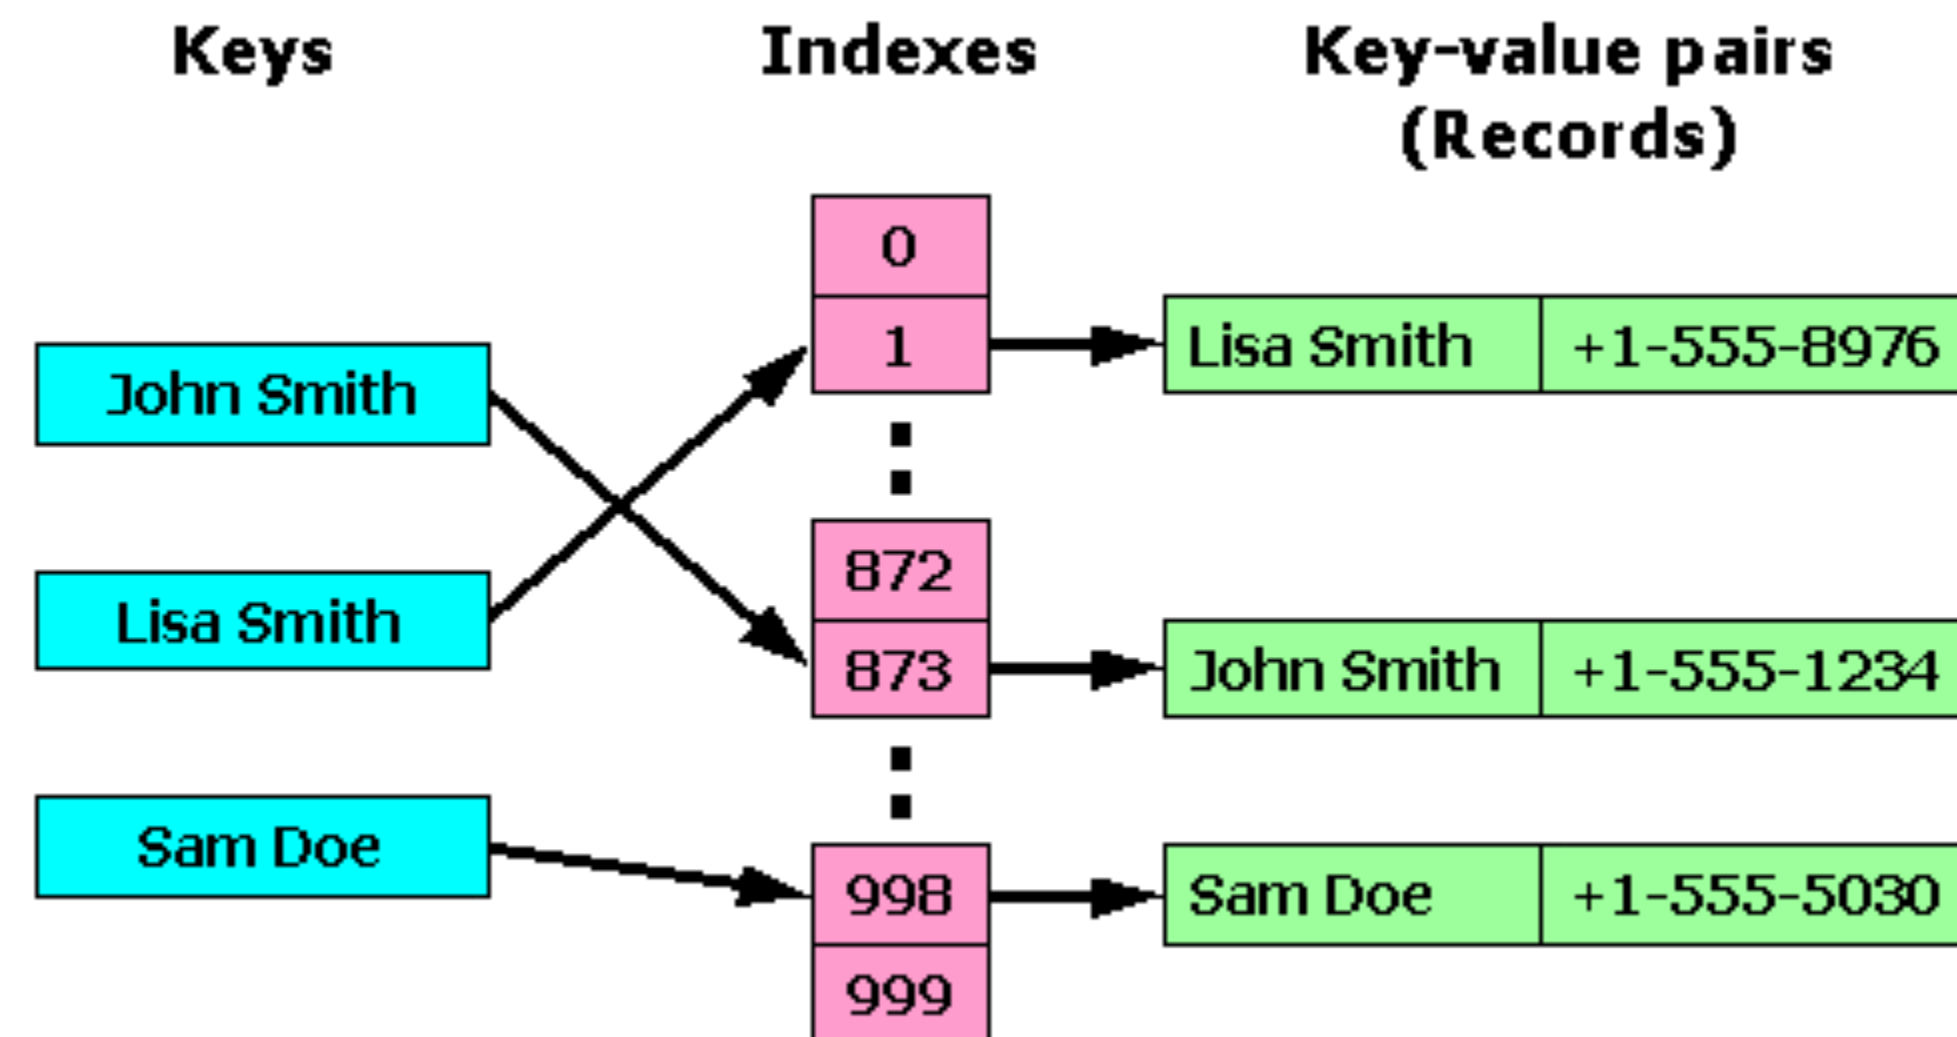 Keys Indexes Key-value pairs
(Records)
0
1 Lisa Smith +1-555-8976
John Smith
872
Lisa Smith
873 John Smith +1-555-1234
Sam Doe
998 Sam Doe +1-555-5030
999